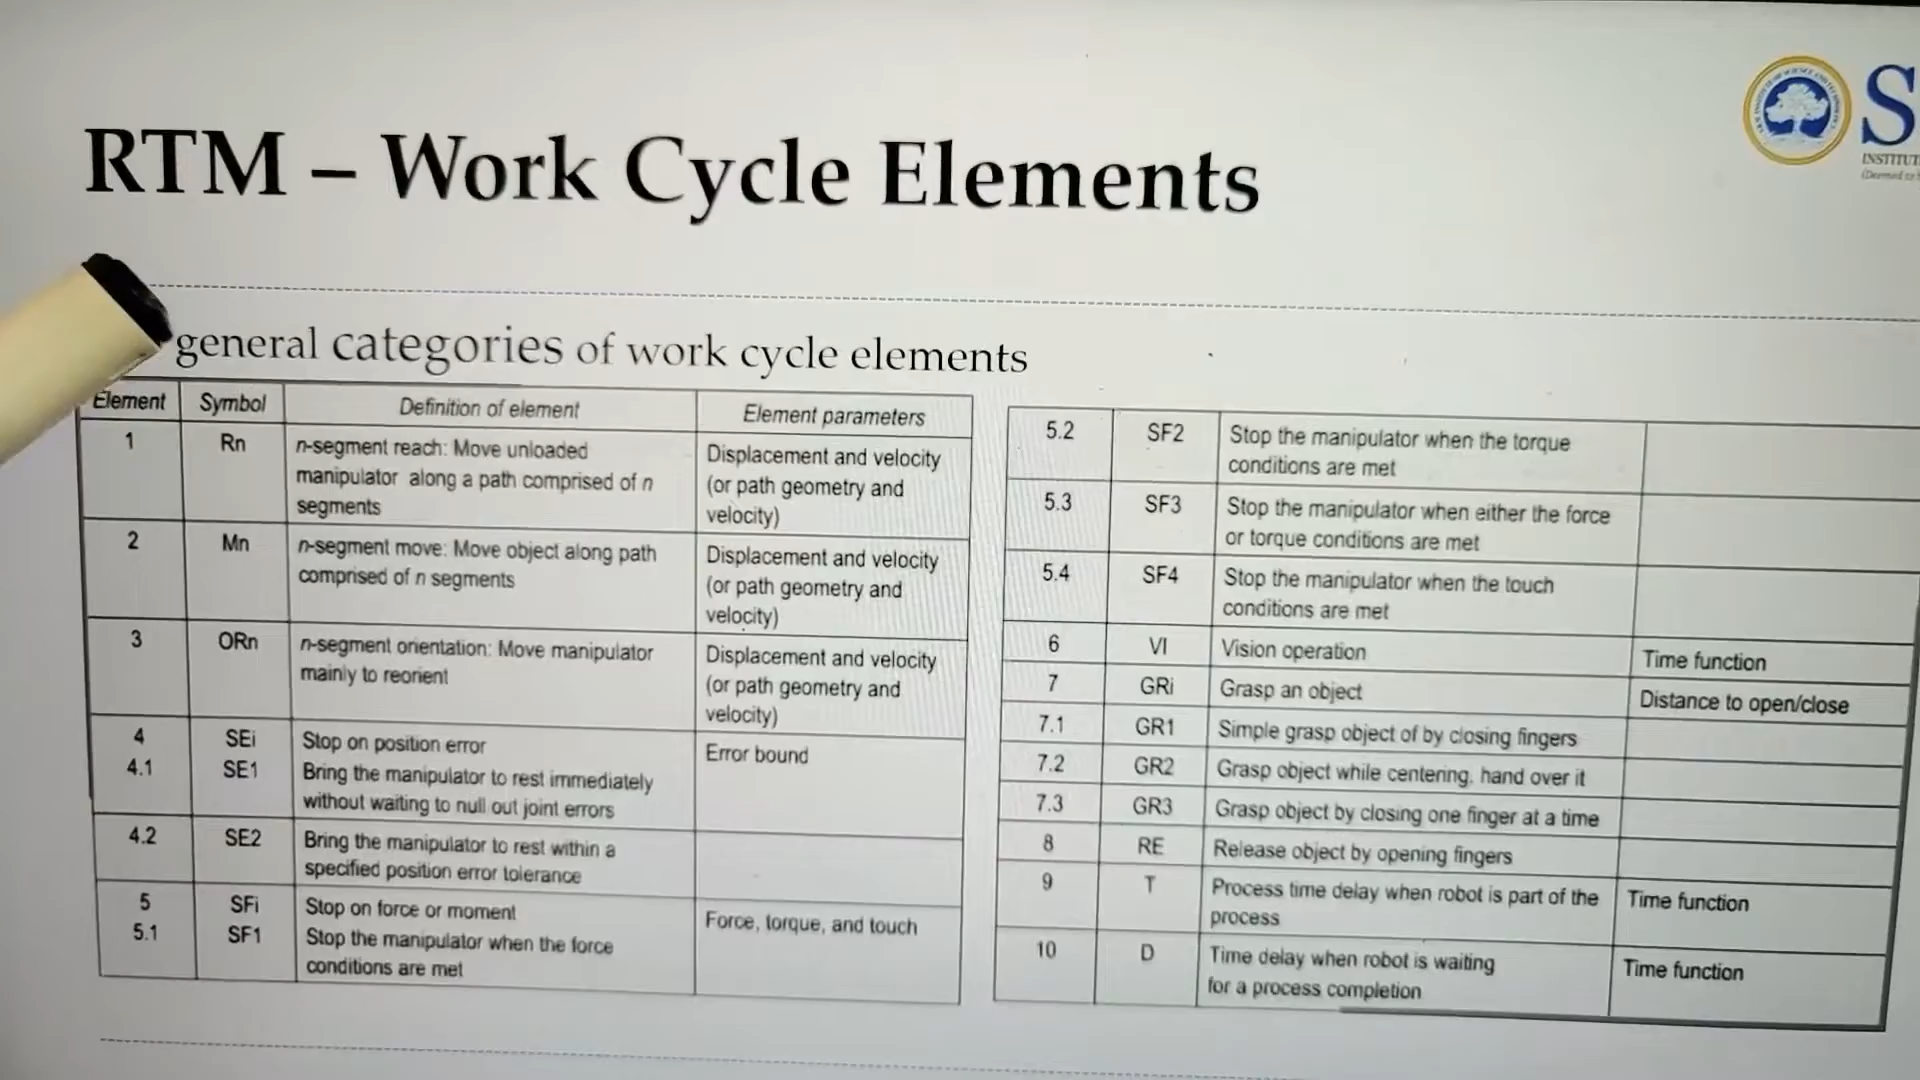 RTM – Work Cycle Elements
S
INSTITUT
general categories of work cycle elements
Element Symbol Definition of element Element parameters
1 Rn n-segment reach: Move unloaded
manipulator along a path comprised of n
segments
Displacement and velocity
(or path geometry and
velocity)
2 Mn n-segment move: Move object along path
comprised of n segments
Displacement and velocity
(or path geometry and
velocity)
3 ORn n-segment orientation: Move manipulator
mainly to reorient
Displacement and velocity
(or path geometry and
velocity)
4 SEi Stop on position error Error bound
4.1 SE1 Bring the manipulator to rest immediately
without waiting to null out joint errors
4.2 SE2 Bring the manipulator to rest within a
specified position error tolerance
5 SFi Stop on force or moment Force, torque, and touch
5.1 SF1 Stop the manipulator when the force
conditions are met
5.2 SF2 Stop the manipulator when the torque
conditions are met
5.3 SF3 Stop the manipulator when either the force
or torque conditions are met
5.4 SF4 Stop the manipulator when the touch
conditions are met
6 VI Vision operation Time function
7 GRi Grasp an object Distance to open/close
7.1 GR1 Simple grasp object of by closing fingers
7.2 GR2 Grasp object while centering, hand over it
7.3 GR3 Grasp object by closing one finger at a time
8 RE Release object by opening fingers
9 T Process time delay when robot is part of the
process
Time function
10 D Time delay when robot is waiting
for a process completion
Time function